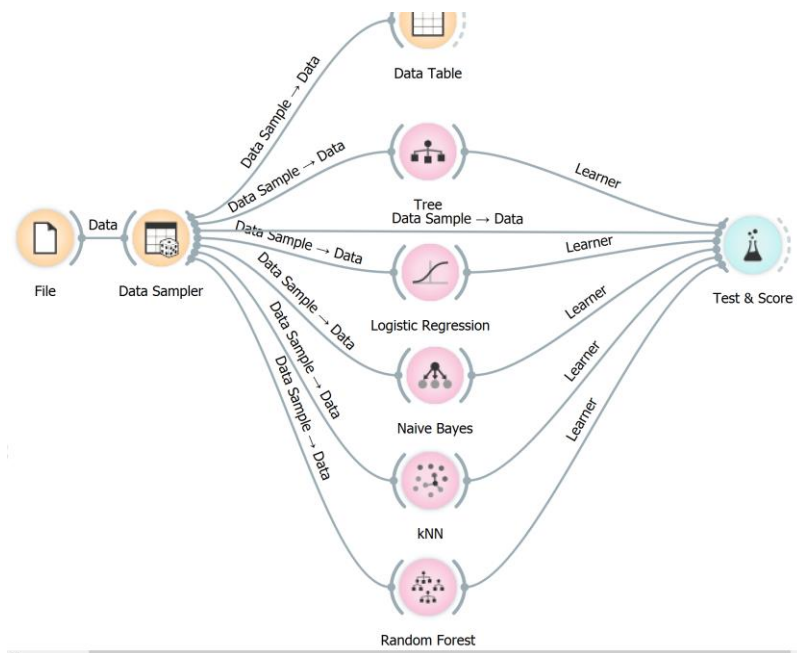 Data Table
Data Sample → Data
Data Sample → Data
Learner
Tree
Data
Data Sample → Data
Data Sample → Data
Learner
File
Data Sampler
Test & Score
Data Sample → Data
Logistic Regression
Learner
Data Sample → Data
Learner
Data Sample → Data
Naive Bayes
Learner
kNN
Random Forest